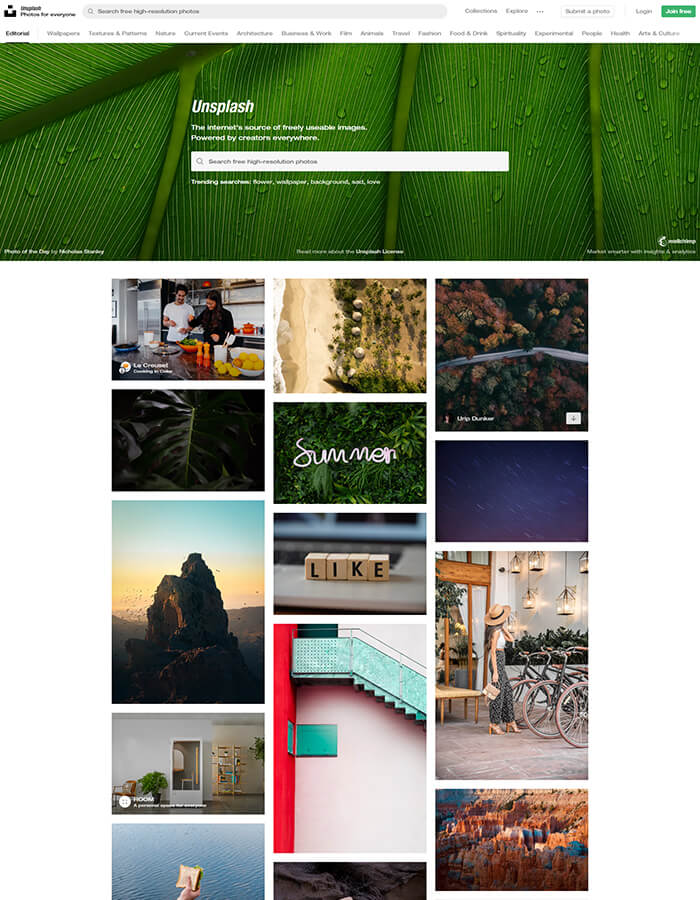 Unsplash
Photos for everyone
Search free high-resolution photos
Collections Explore ··· Submit a photo Login Join free
Editorial Wallpapers Textures & Patterns Nature Current Events Architecture Business & Work Film Animals Travel Fashion Food & Drink Spirituality Experimental People Health Arts & Culture
Unsplash
The internet's source of freely useable images.
Powered by creators everywhere.
Search free high-resolution photos
Trending searches: flower, wallpaper, background, sad, love
mailchimp
Photo of the Day by Nicholas Stanley Read more about the Unsplash License Market smarter with insights & analytics
Le Creuset
Cooking in Color
Summer
LIKE
ROOM
A personal space for everyone